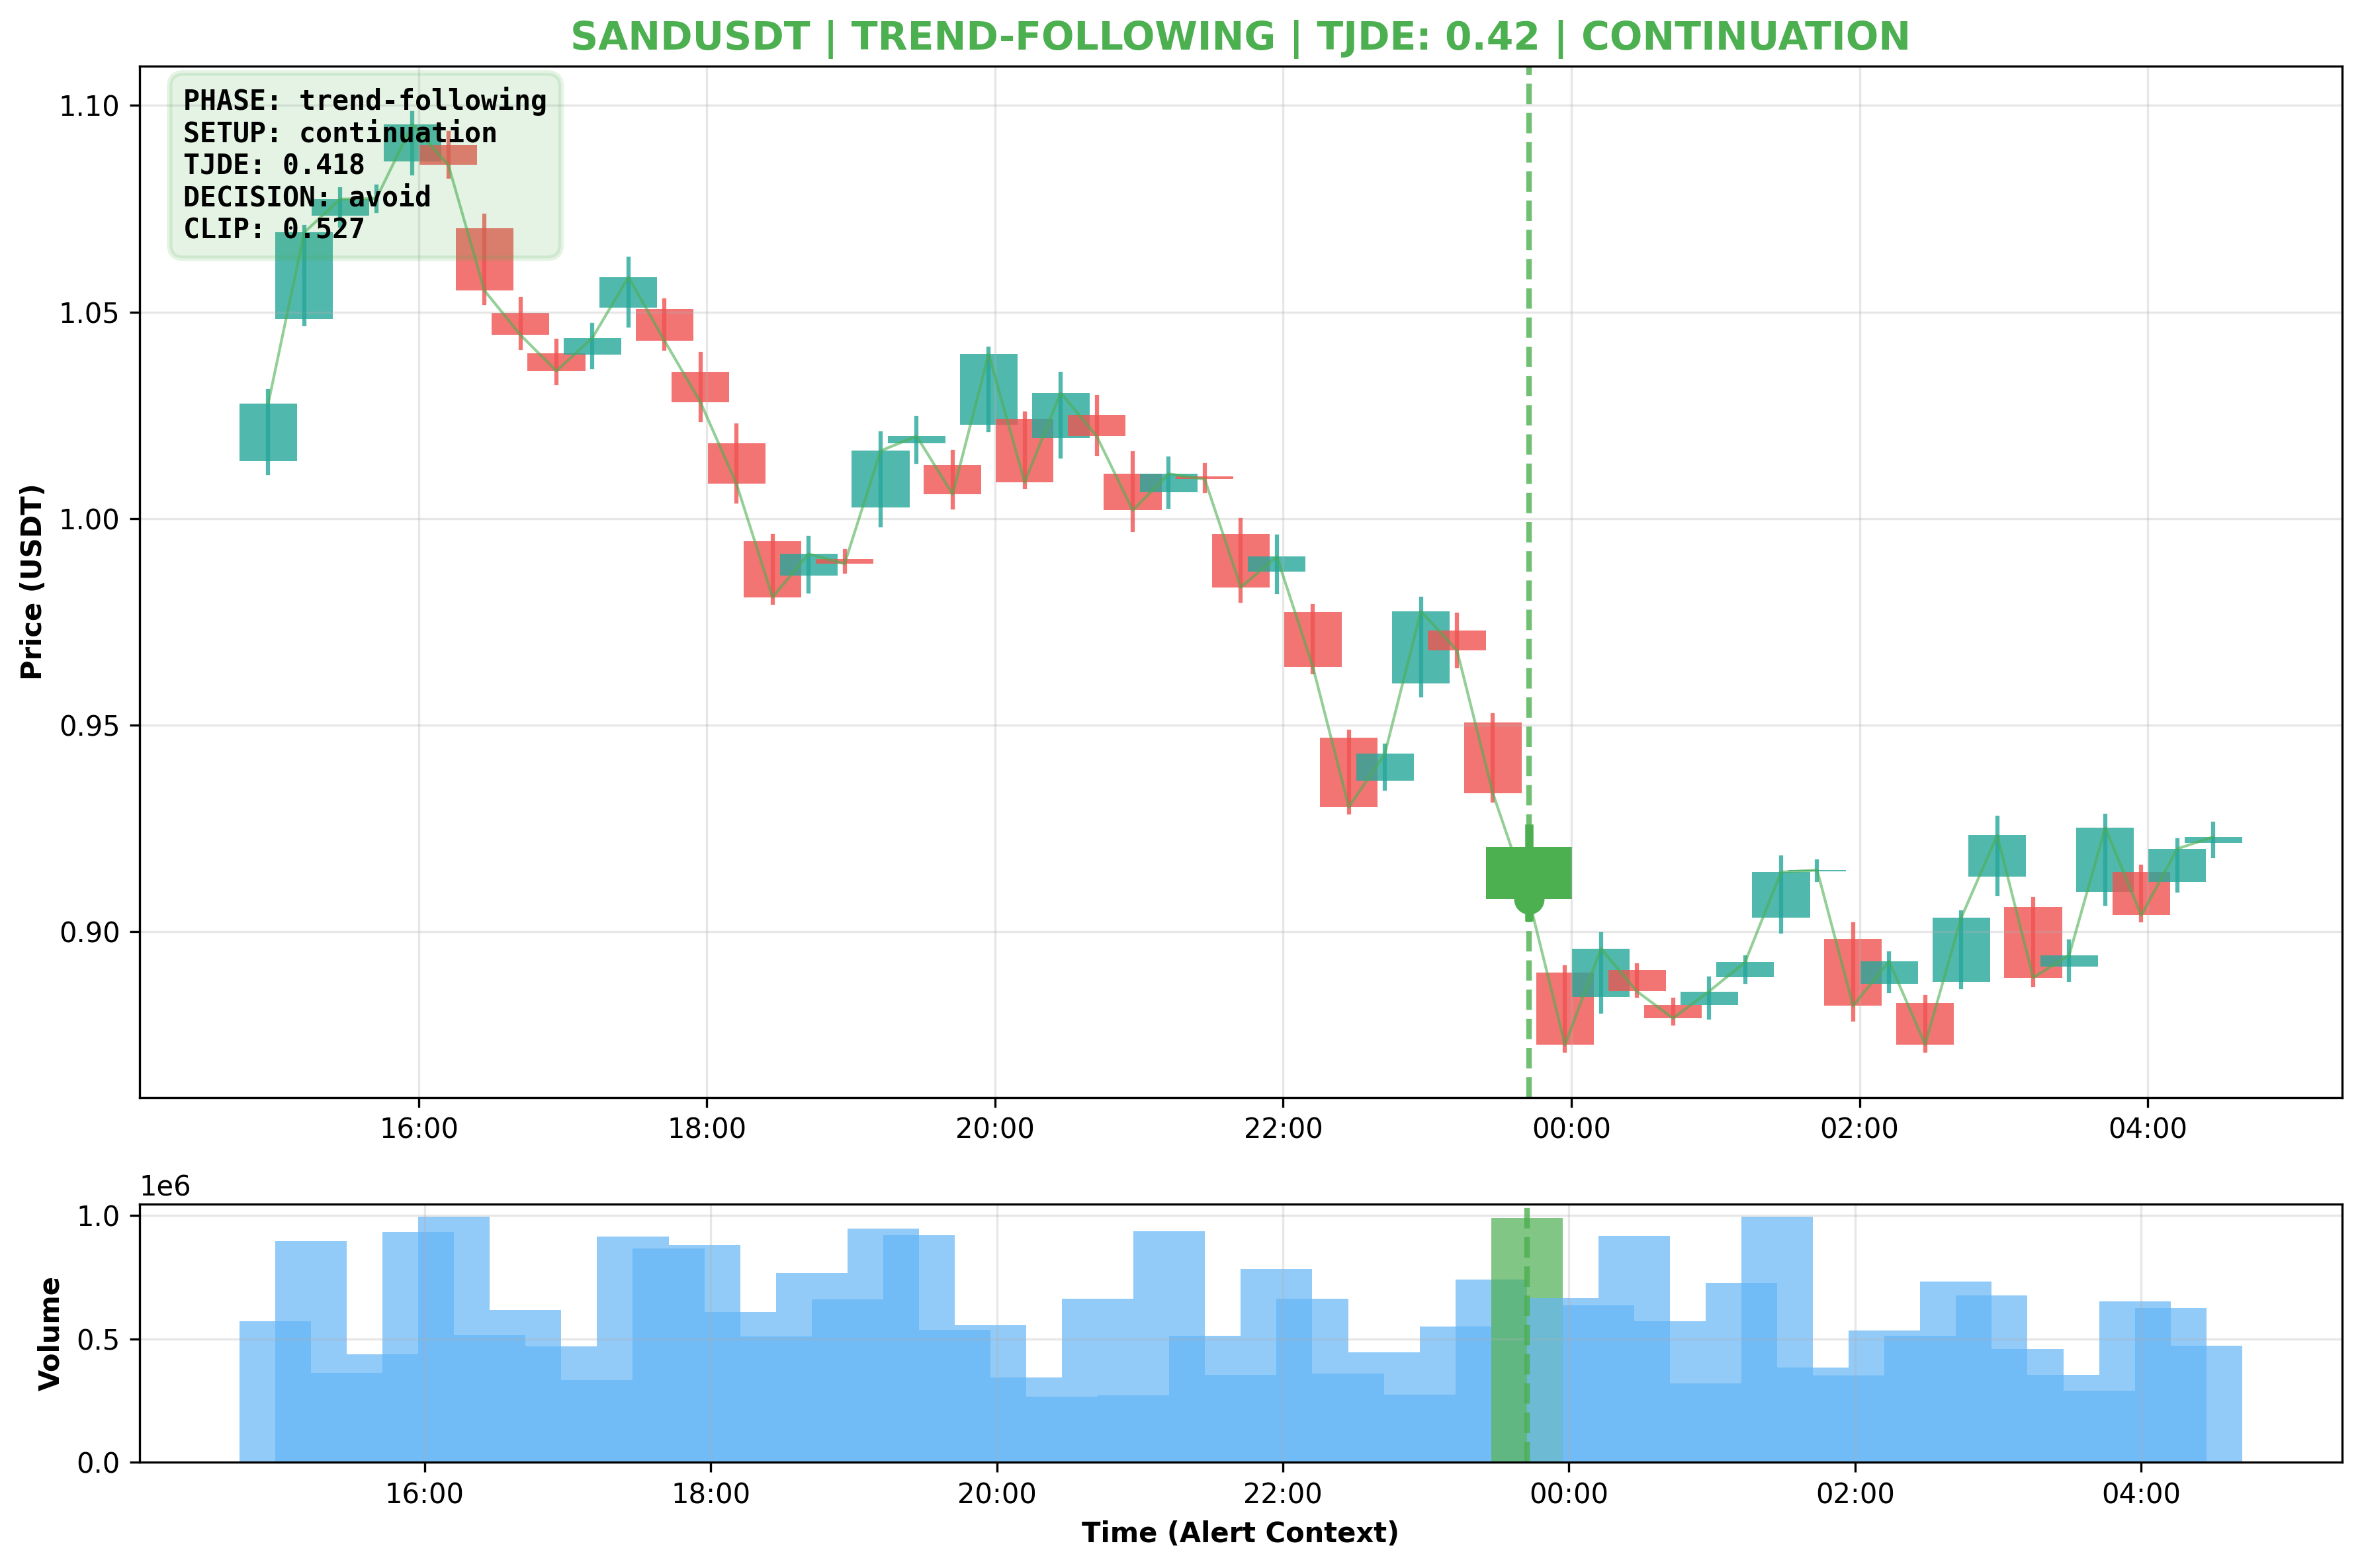 SANDUSDT | TREND-FOLLOWING | TJDE: 0.42 | CONTINUATION
PHASE: trend-following
SETUP: continuation
TJDE: 0.418
DECISION: avoid
CLIP: 0.527
Price (USDT)
1.10
1.05
1.00
0.95
0.90
16:00 18:00 20:00 22:00 00:00 02:00 04:00
1e6
Volume
1.0
0.5
0.0
16:00 18:00 20:00 22:00 00:00 02:00 04:00
Time (Alert Context)